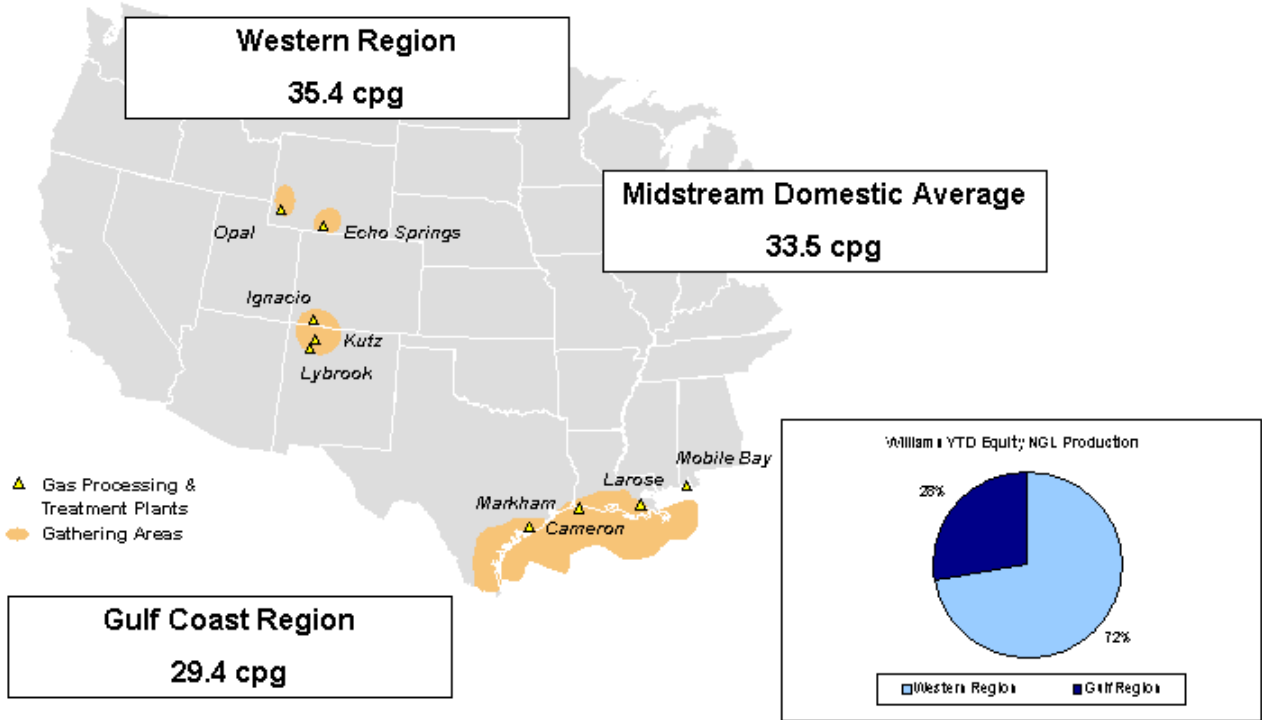 Western Region
35.4 cpg
Midstream Domestic Average
33.5 cpg
Opal
Echo Springs
Ignacio
Kutz
Lybrook
Mobile Bay
Larose
Markham
Cameron
Gas Processing &
Treatment Plants
Gathering Areas
Gulf Coast Region
29.4 cpg
Williams YTD Equity NGL Production
28%
72%
Western Region
Gulf Region